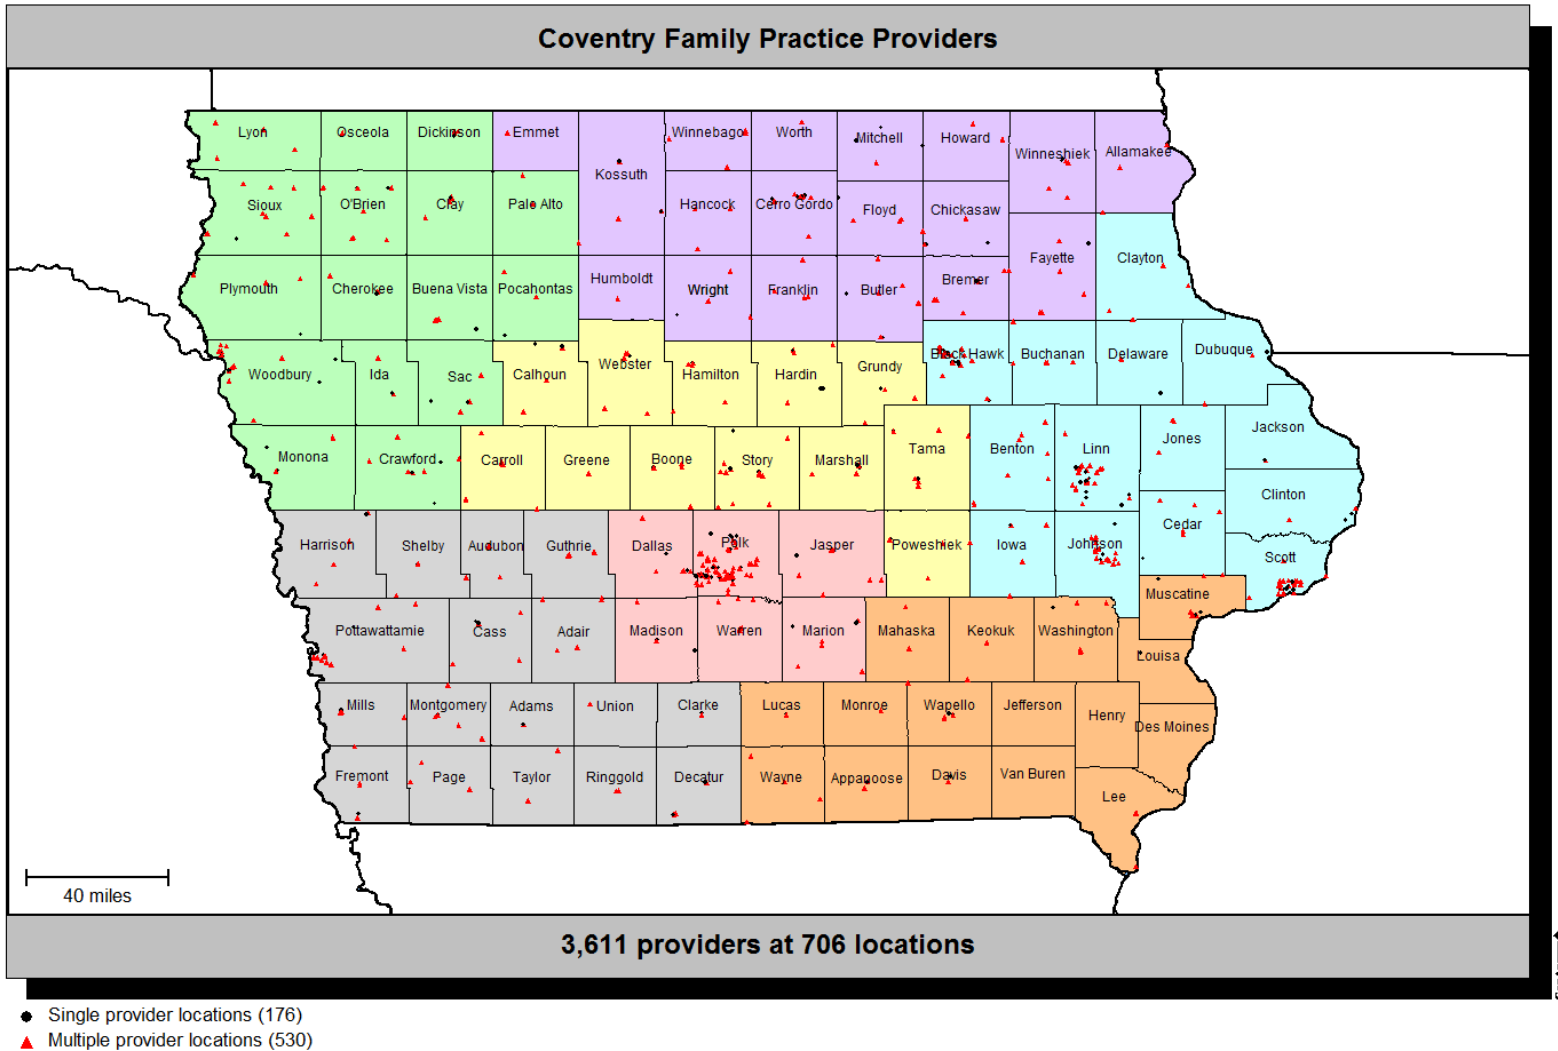 Coventry Family Practice Providers
Lyon Osceola Dickinson Emmet Winnebago Worth Mitchell Howard
Kossuth Winneshiek Allamakee
Sioux O'Brien Clay Palo Alto Hancock Cerro Gordo Floyd Chickasaw
Fayette Clayton
Plymouth Cherokee Buena Vista Pocahontas Humboldt Wright Franklin Butler Bremer
Woodbury Ida Sac Calhoun Webster Hamilton Hardin Grundy Black Hawk Buchanan Delaware Dubuque
Monona Crawford Carroll Greene Boone Story Marshall Tama Benton Linn Jones Jackson
Clinton
Harrison Shelby Audubon Guthrie Dallas Polk Jasper Poweshiek Iowa Johnson Cedar
Scott
Muscatine
Pottawattamie Cass Adair Madison Warren Marion Mahaska Keokuk Washington
Louisa
Mills Montgomery Adams Union Clarke Lucas Monroe Wapello Jefferson Henry
Des Moines
Fremont Page Taylor Ringgold Decatur Wayne Appanoose Davis Van Buren
Lee
40 miles
3,611 providers at 706 locations
Single provider locations (176)
Multiple provider locations (530)